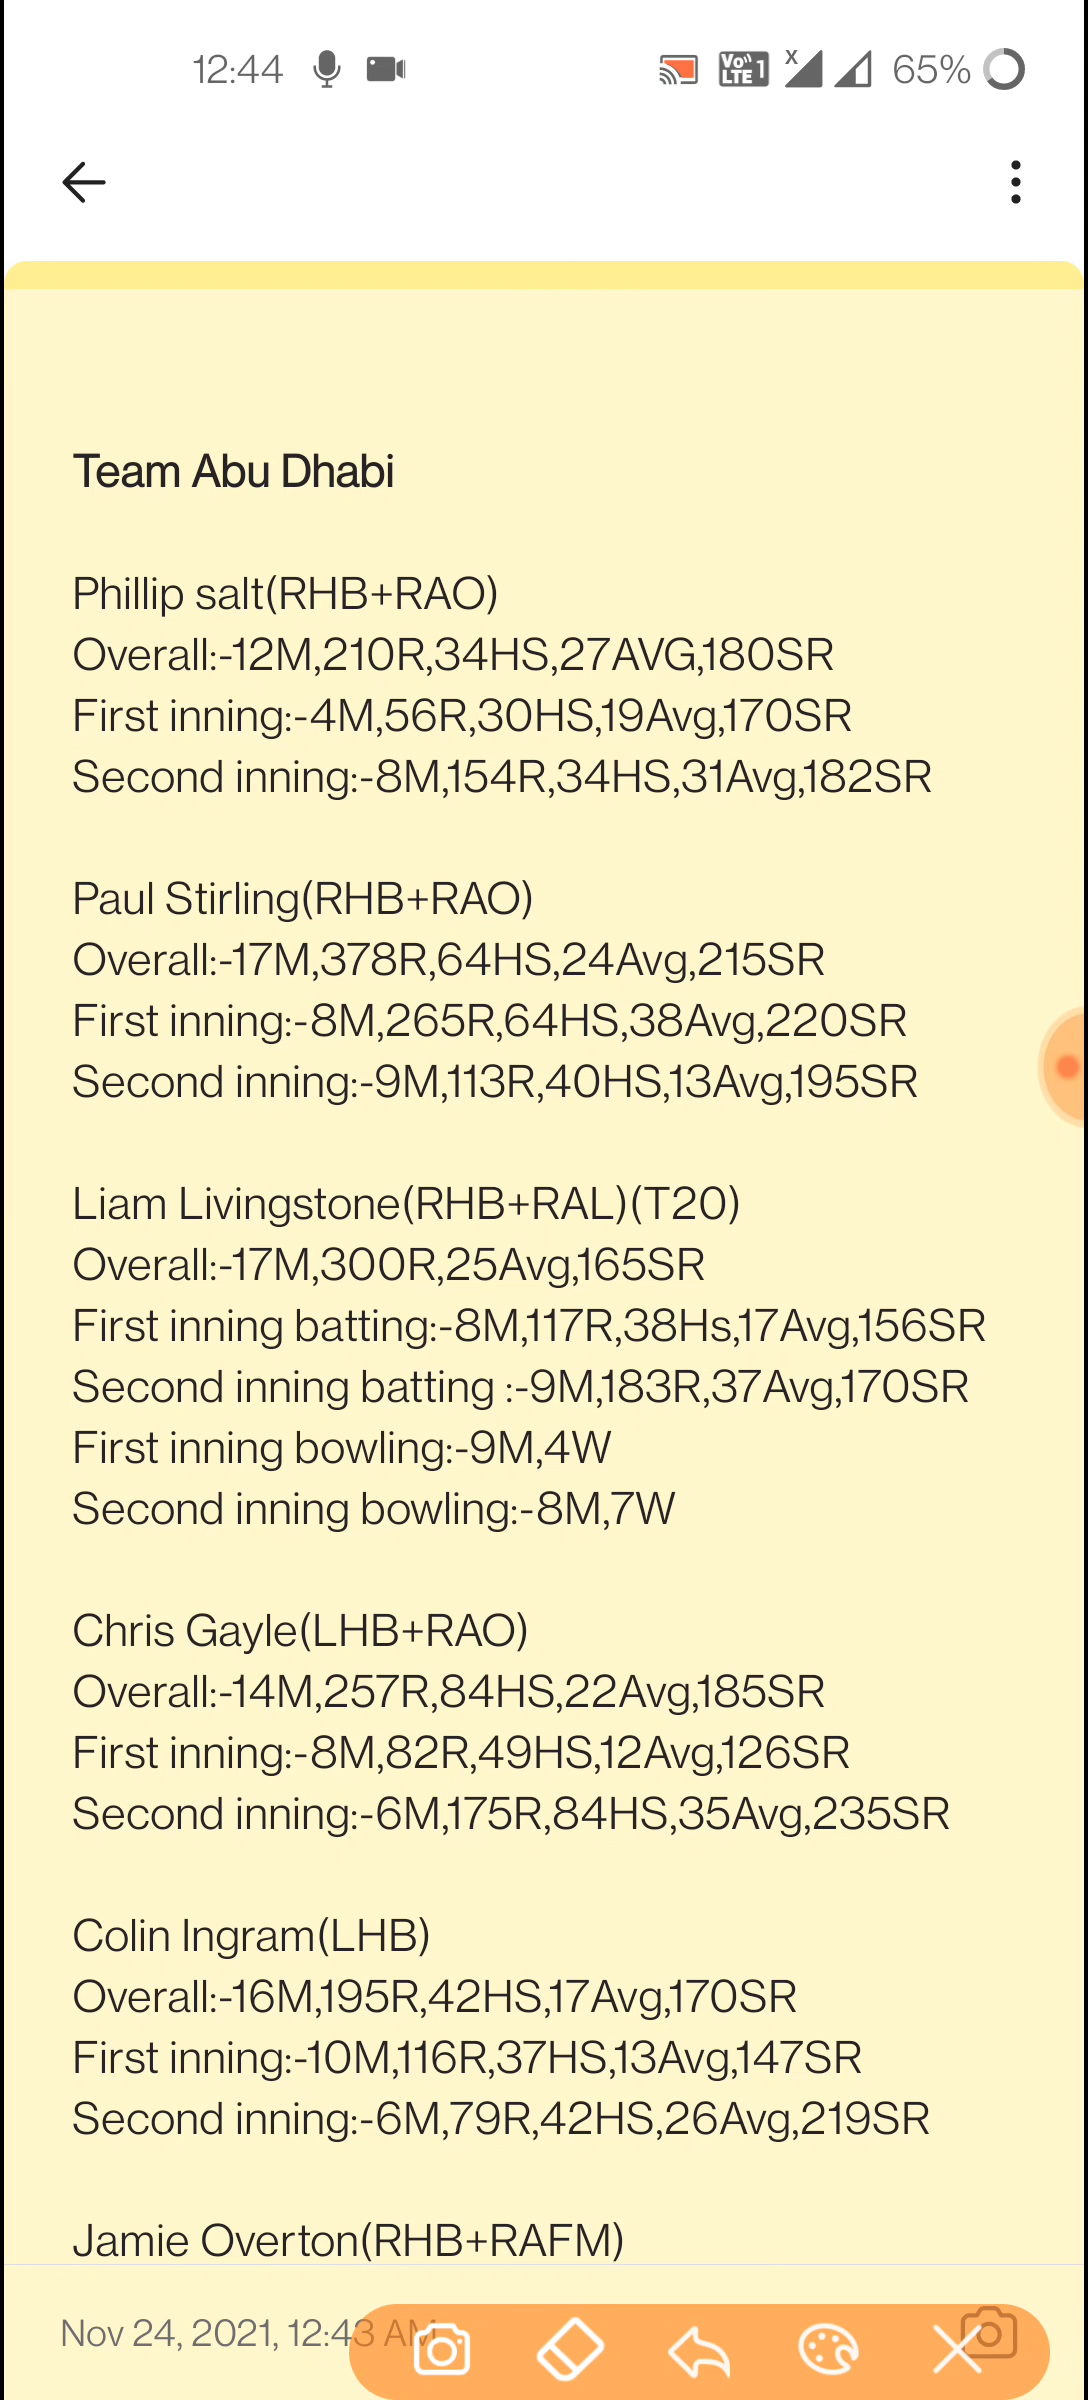 12:44
Vo)) LTE 1 x 65%
Team Abu Dhabi
Phillip salt(RHB+RAO)
Overall:-12M,210R,34HS,27AVG,180SR
First inning:-4M,56R,30HS,19Avg,170SR
Second inning:-8M,154R,34HS,31Avg,182SR
Paul Stirling(RHB+RAO)
Overall:-17M,378R,64HS,24Avg,215SR
First inning:-8M,265R,64HS,38Avg,220SR
Second inning:-9M,113R,40HS,13Avg,195SR
Liam Livingstone(RHB+RAL)(T20)
Overall:-17M,300R,25Avg,165SR
First inning batting:-8M,117R,38Hs,17Avg,156SR
Second inning batting :-9M,183R,37Avg,170SR
First inning bowling:-9M,4W
Second inning bowling:-8M,7W
Chris Gayle(LHB+RAO)
Overall:-14M,257R,84HS,22Avg,185SR
First inning:-8M,82R,49HS,12Avg,126SR
Second inning:-6M,175R,84HS,35Avg,235SR
Colin Ingram(LHB)
Overall:-16M,195R,42HS,17Avg,170SR
First inning:-10M,116R,37HS,13Avg,147SR
Second inning:-6M,79R,42HS,26Avg,219SR
Jamie Overton(RHB+RAFM)
Nov 24, 2021, 12:43 AM